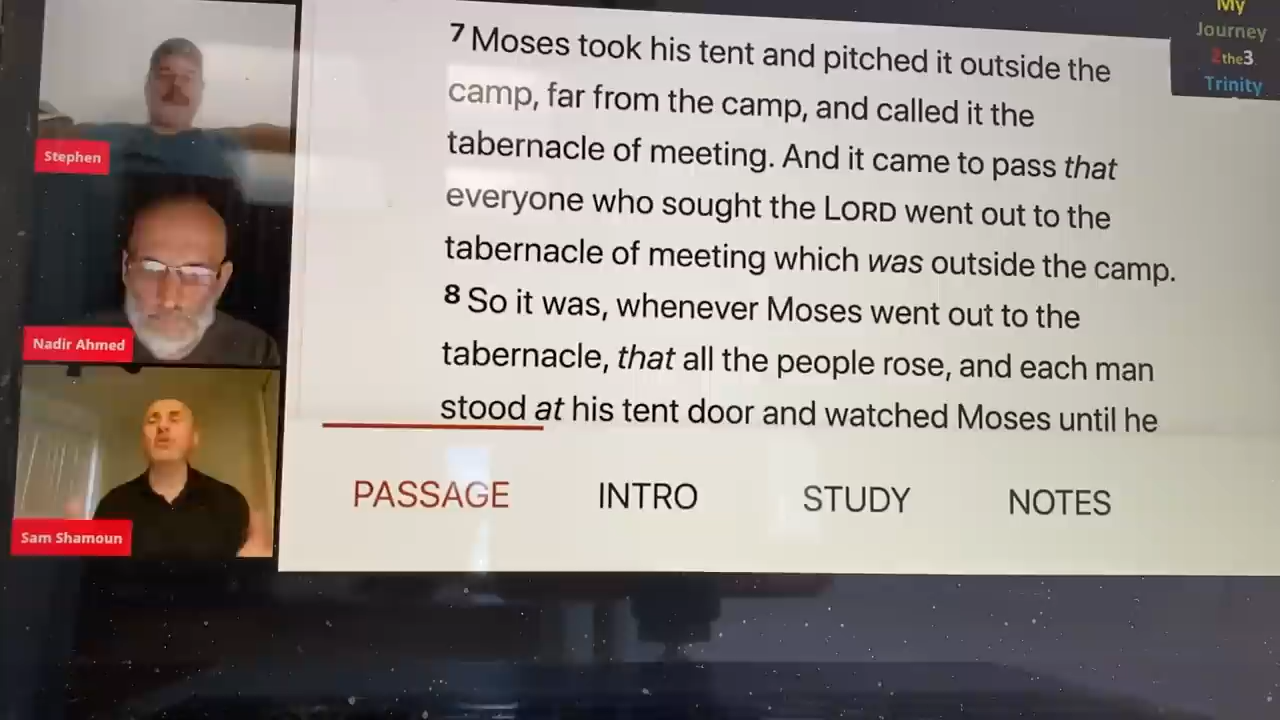 My
Journey
2the3
Trinity
Stephen
Nadir Ahmed
Sam Shamoun
7 Moses took his tent and pitched it outside the
camp, far from the camp, and called it the
tabernacle of meeting. And it came to pass that
everyone who sought the LORD went out to the
tabernacle of meeting which was outside the camp.
8 So it was, whenever Moses went out to the
tabernacle, that all the people rose, and each man
stood at his tent door and watched Moses until he
PASSAGE INTRO STUDY NOTES